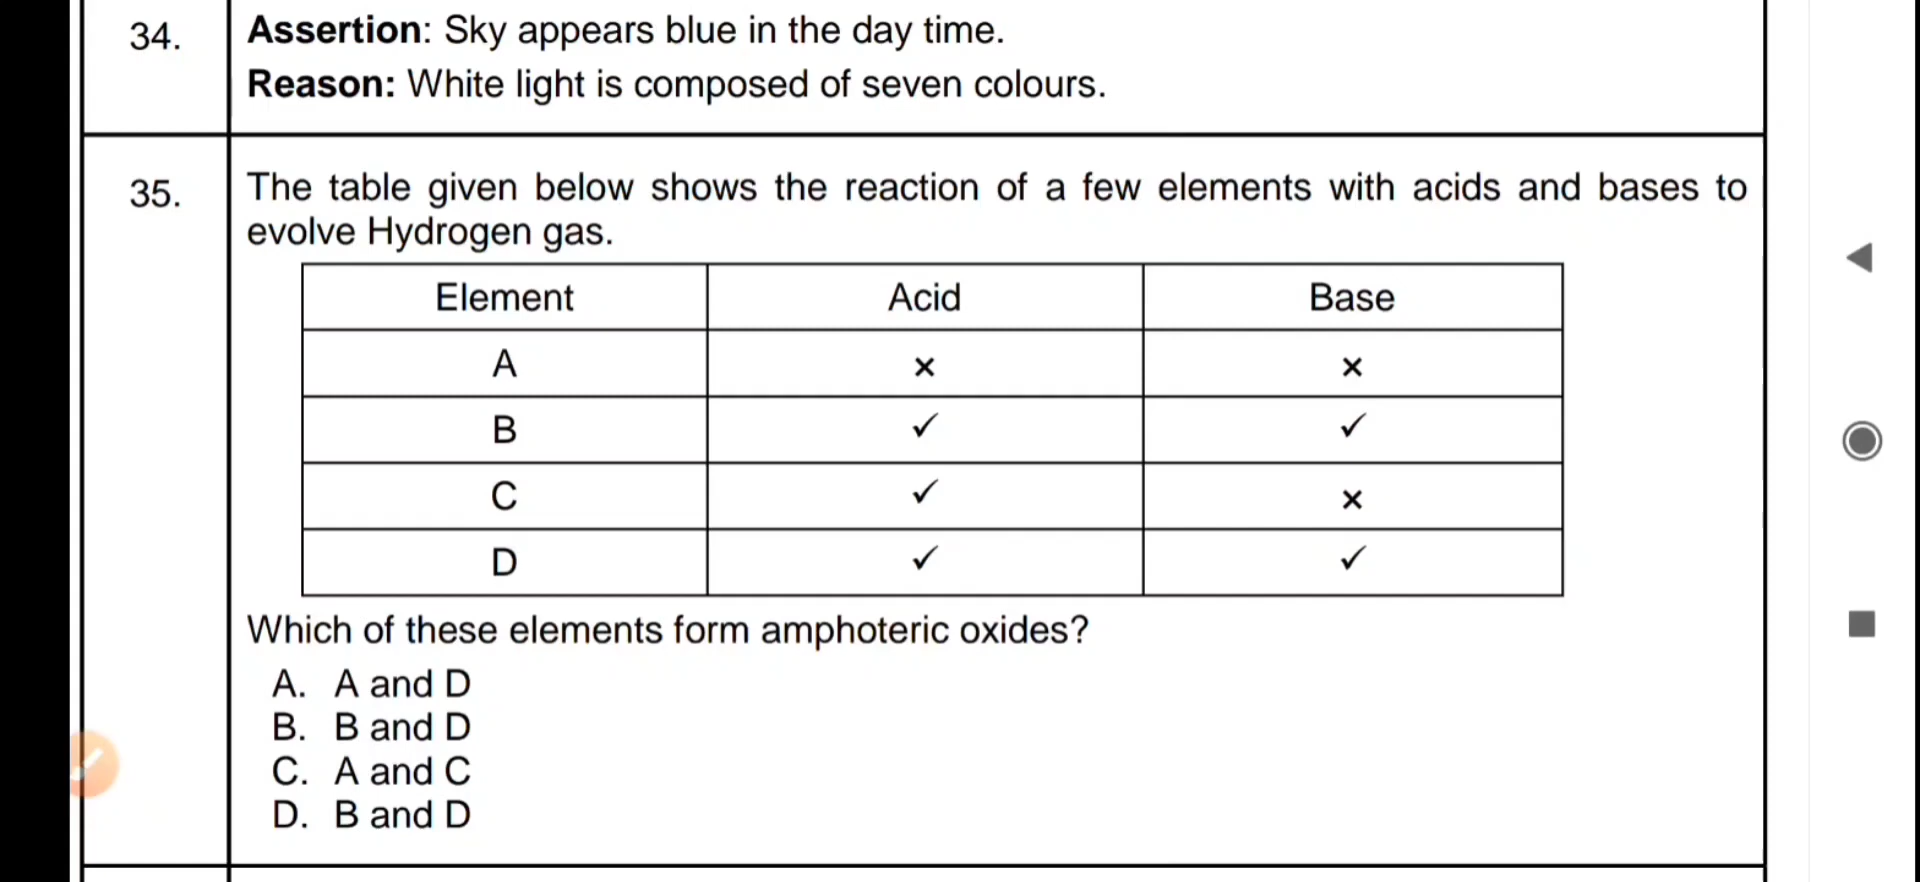 34.
Assertion: Sky appears blue in the day time.
Reason: White light is composed of seven colours.
35.
The table given below shows the reaction of a few elements with acids and bases to
evolve Hydrogen gas.
Element Acid Base
A × ×
B ✓ ✓
C ✓ ×
D ✓ ✓
Which of these elements form amphoteric oxides?
A. A and D
B. B and D
C. A and C
D. B and D